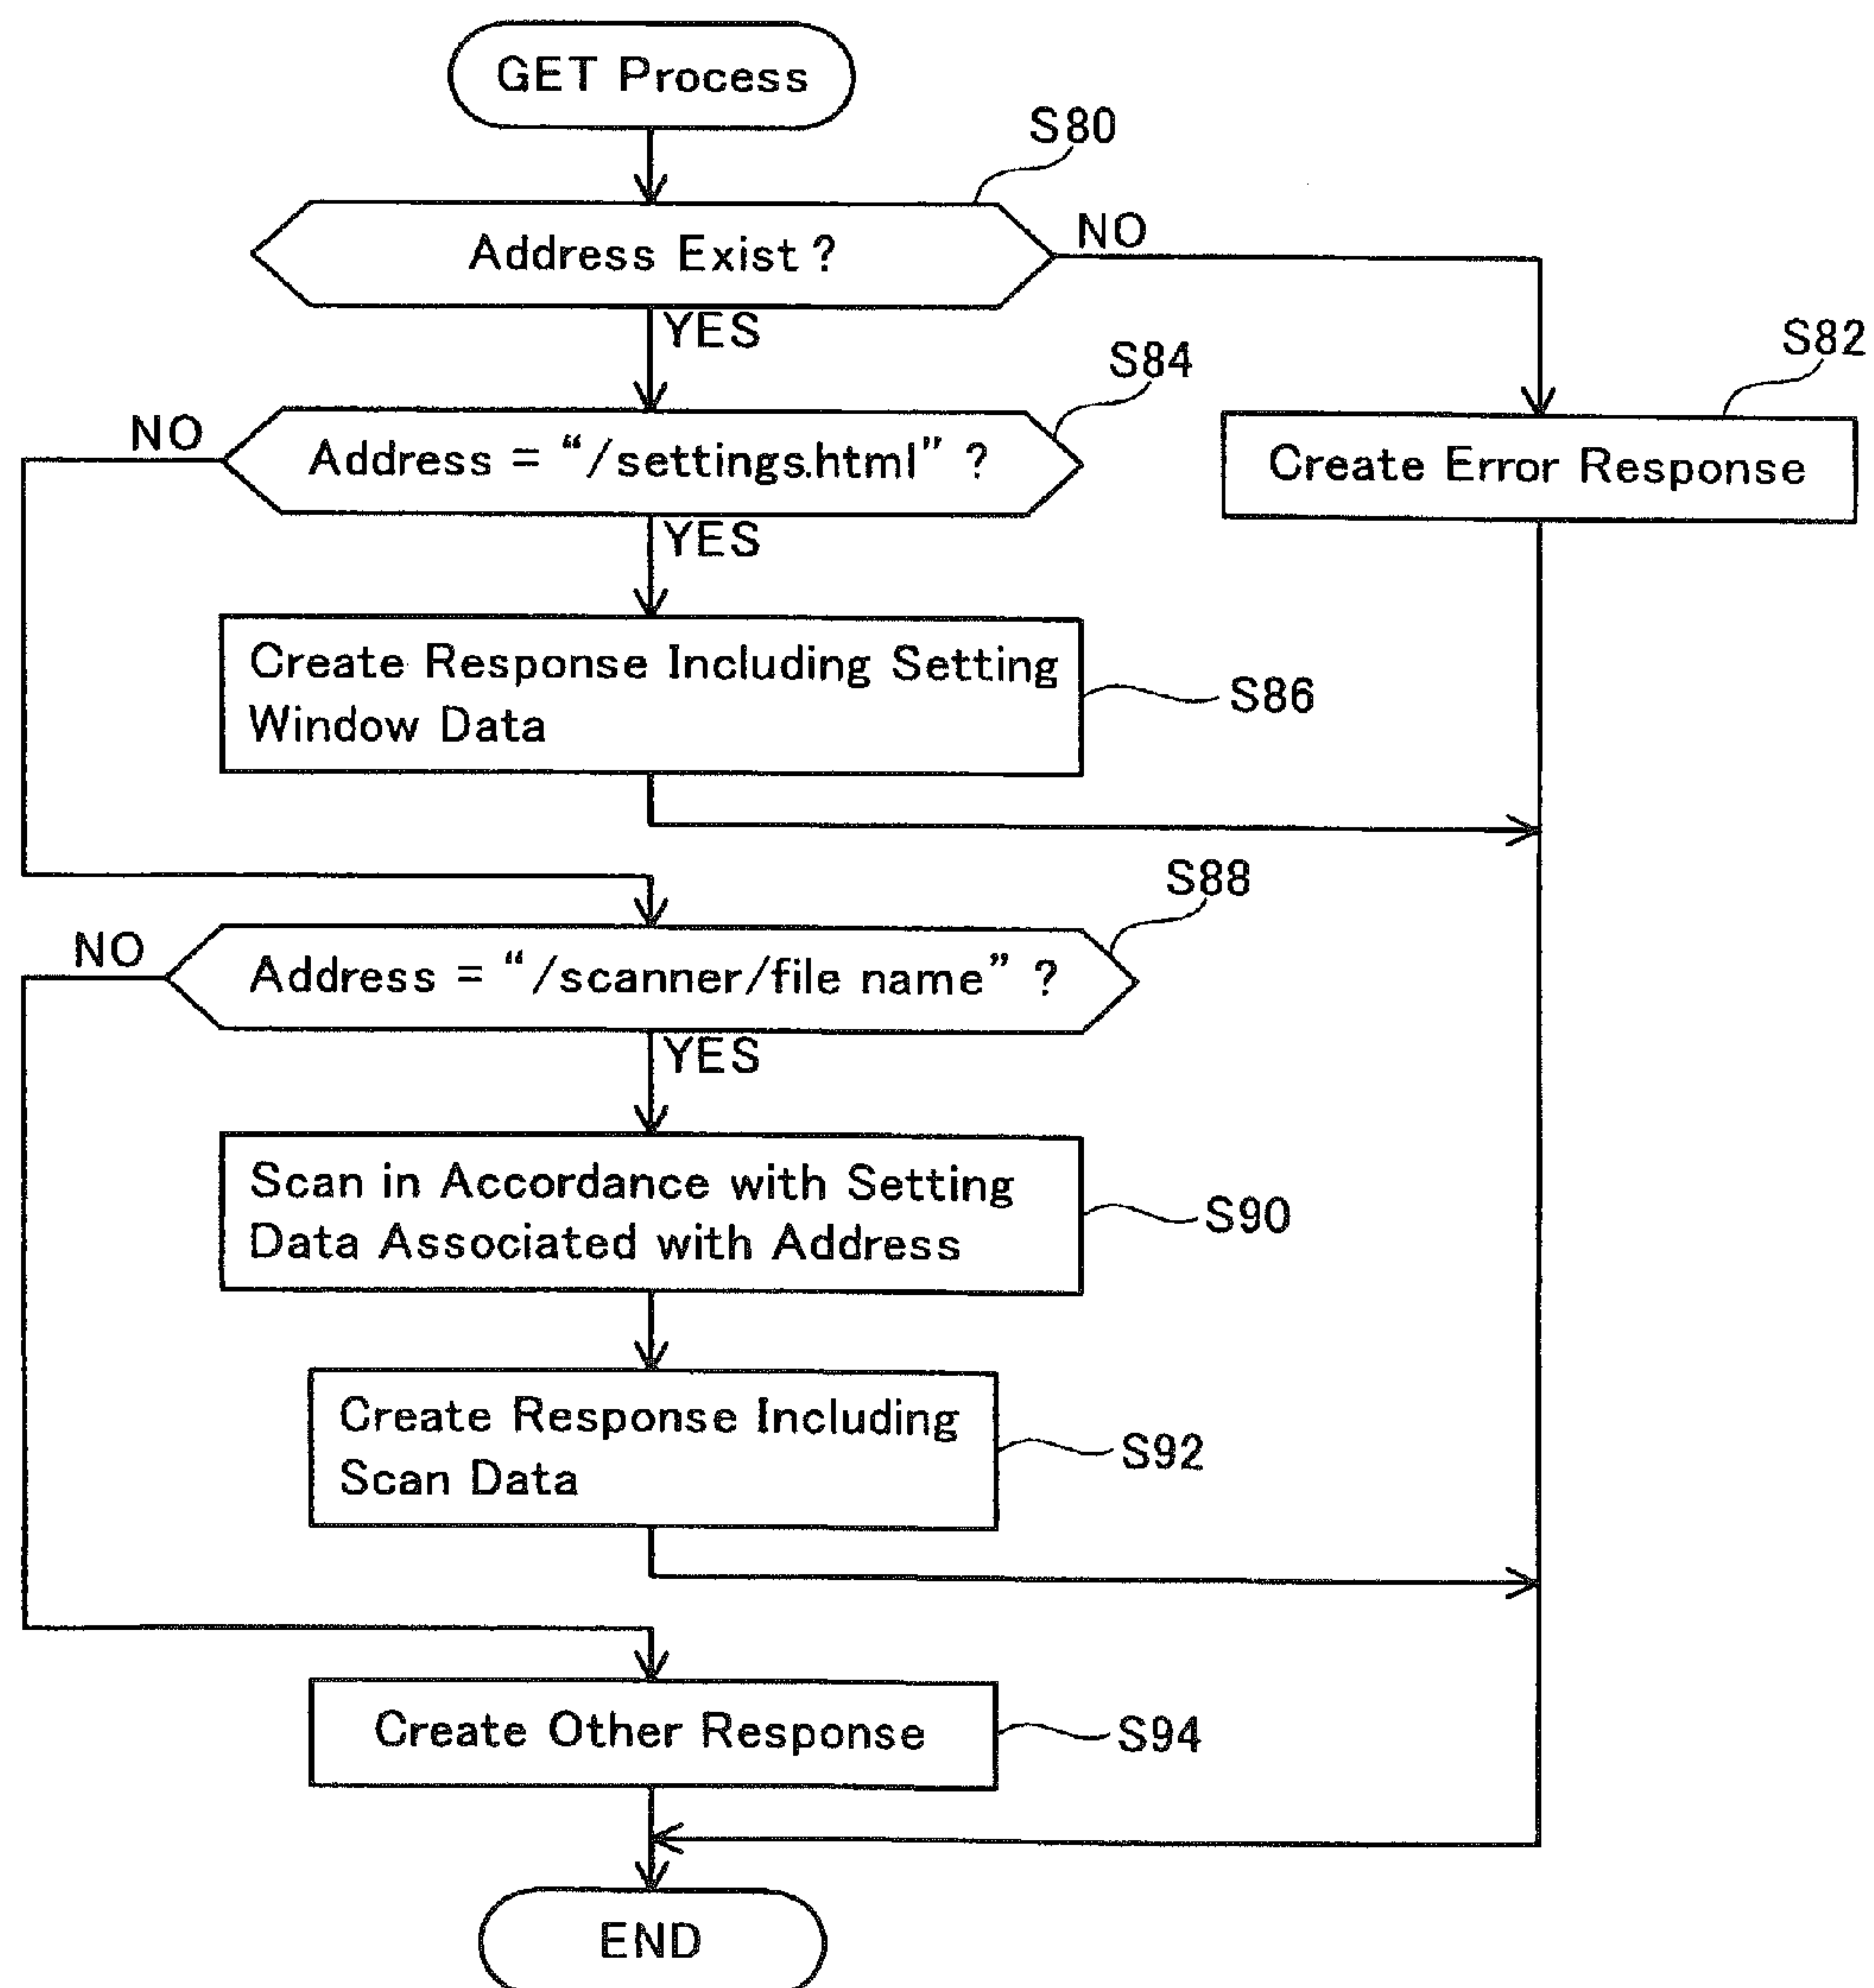 GET Process
S80
Address Exist ?
NO
YES
S84
S82
NO
Address = “/settings.html” ?
Create Error Response
YES
Create Response Including Setting
Window Data
S86
S88
NO
Address = “/scanner/file name” ?
YES
Scan in Accordance with Setting
Data Associated with Address
S90
Create Response Including
Scan Data
S92
Create Other Response
S94
END